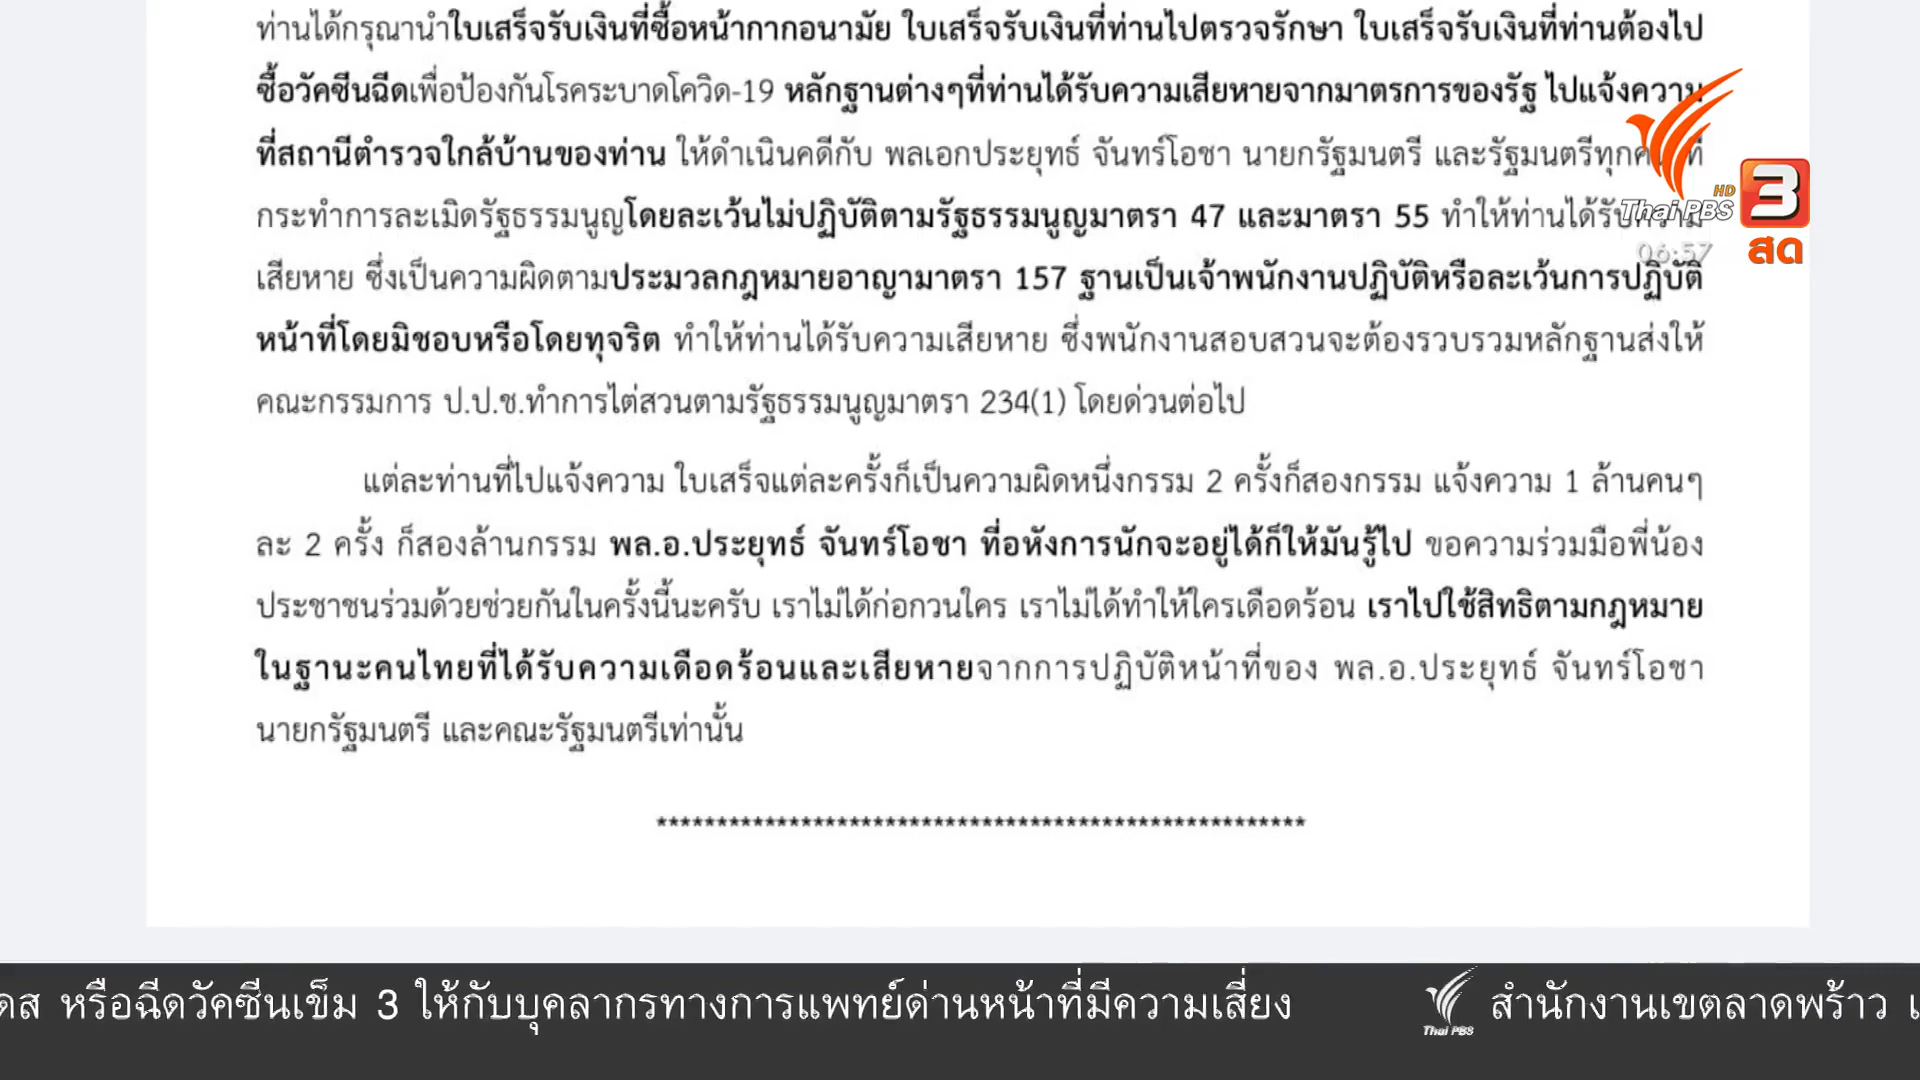 ท่านได้กรุณานำใบเสร็จรับเงินที่ซื้อหน้ากากอนามัย ใบเสร็จรับเงินที่ท่านไปตรวจรักษา ใบเสร็จรับเงินที่ท่านต้องไป
ซื้อวัคซีนฉีดเพื่อป้องกันโรคระบาดโควิด-19 หลักฐานต่างๆที่ท่านได้รับความเสียหายจากมาตรการของรัฐ ไปแจ้งความ
ที่สถานีตำรวจใกล้บ้านของท่าน ให้ดำเนินคดีกับ พลเอกประยุทธ์ จันทร์โอชา นายกรัฐมนตรี และรัฐมนตรีทุกคนที่
กระทำการละเมิดรัฐธรรมนูญโดยละเว้นไม่ปฏิบัติตามรัฐธรรมนูญมาตรา 47 และมาตรา 55 ทำให้ท่านได้รับความ
เสียหาย ซึ่งเป็นความผิดตามประมวลกฎหมายอาญามาตรา 157 ฐานเป็นเจ้าพนักงานปฏิบัติหรือละเว้นการปฏิบัติ
หน้าที่โดยมิชอบหรือโดยทุจริต ทำให้ท่านได้รับความเสียหาย ซึ่งพนักงานสอบสวนจะต้องรวบรวมหลักฐานส่งให้
คณะกรรมการ ป.ป.ช.ทำการไต่สวนตามรัฐธรรมนูญมาตรา 234(1) โดยด่วนต่อไป
แต่ละท่านที่ไปแจ้งความ ใบเสร็จแต่ละครั้งก็เป็นความผิดหนึ่งกรรม 2 ครั้งก็สองกรรม แจ้งความ 1 ล้านคนๆ
ละ 2 ครั้ง ก็สองล้านกรรม พล.อ.ประยุทธ์ จันทร์โอชา ที่อหังการนักจะอยู่ได้ก็ให้มันรู้ไป ขอความร่วมมือพี่น้อง
ประชาชนร่วมด้วยช่วยกันในครั้งนี้นะครับ เราไม่ได้ก่อกวนใคร เราไม่ได้ทำให้ใครเดือดร้อน เราไปใช้สิทธิตามกฎหมาย
ในฐานะคนไทยที่ได้รับความเดือดร้อนและเสียหายจากการปฏิบัติหน้าที่ของ พล.อ.ประยุทธ์ จันทร์โอชา
นายกรัฐมนตรี และคณะรัฐมนตรีเท่านั้น
******************************************************
HD
Thai PBS 3
06:57 สด
ดส หรือฉีดวัคซีนเข็ม 3 ให้กับบุคลากรทางการแพทย์ด่านหน้าที่มีความเสี่ยง Thai PBS สำนักงานเขตลาดพร้าว